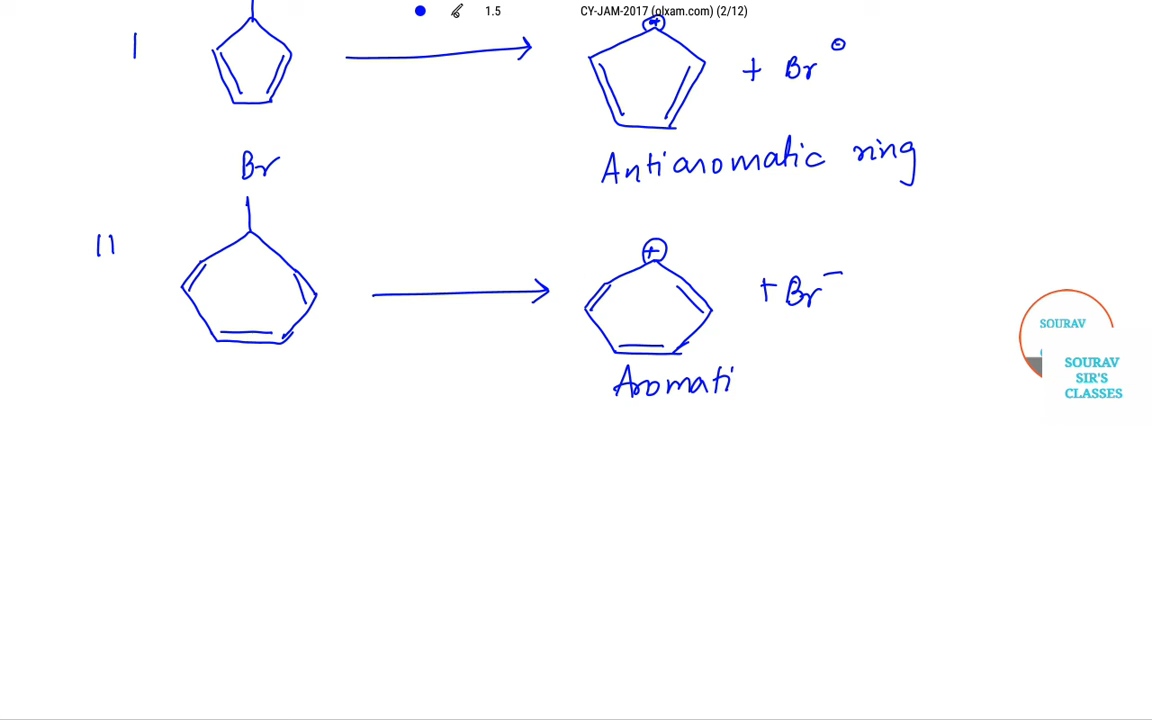 1.5 CY-JAM-2017 (olxam.com) (2/12)
I
+
+ Br ⊖
Antiaromatic ring
Br
II
+
+ Br −
Aromati
SOURAV
SOURAV
SIR'S
CLASSES